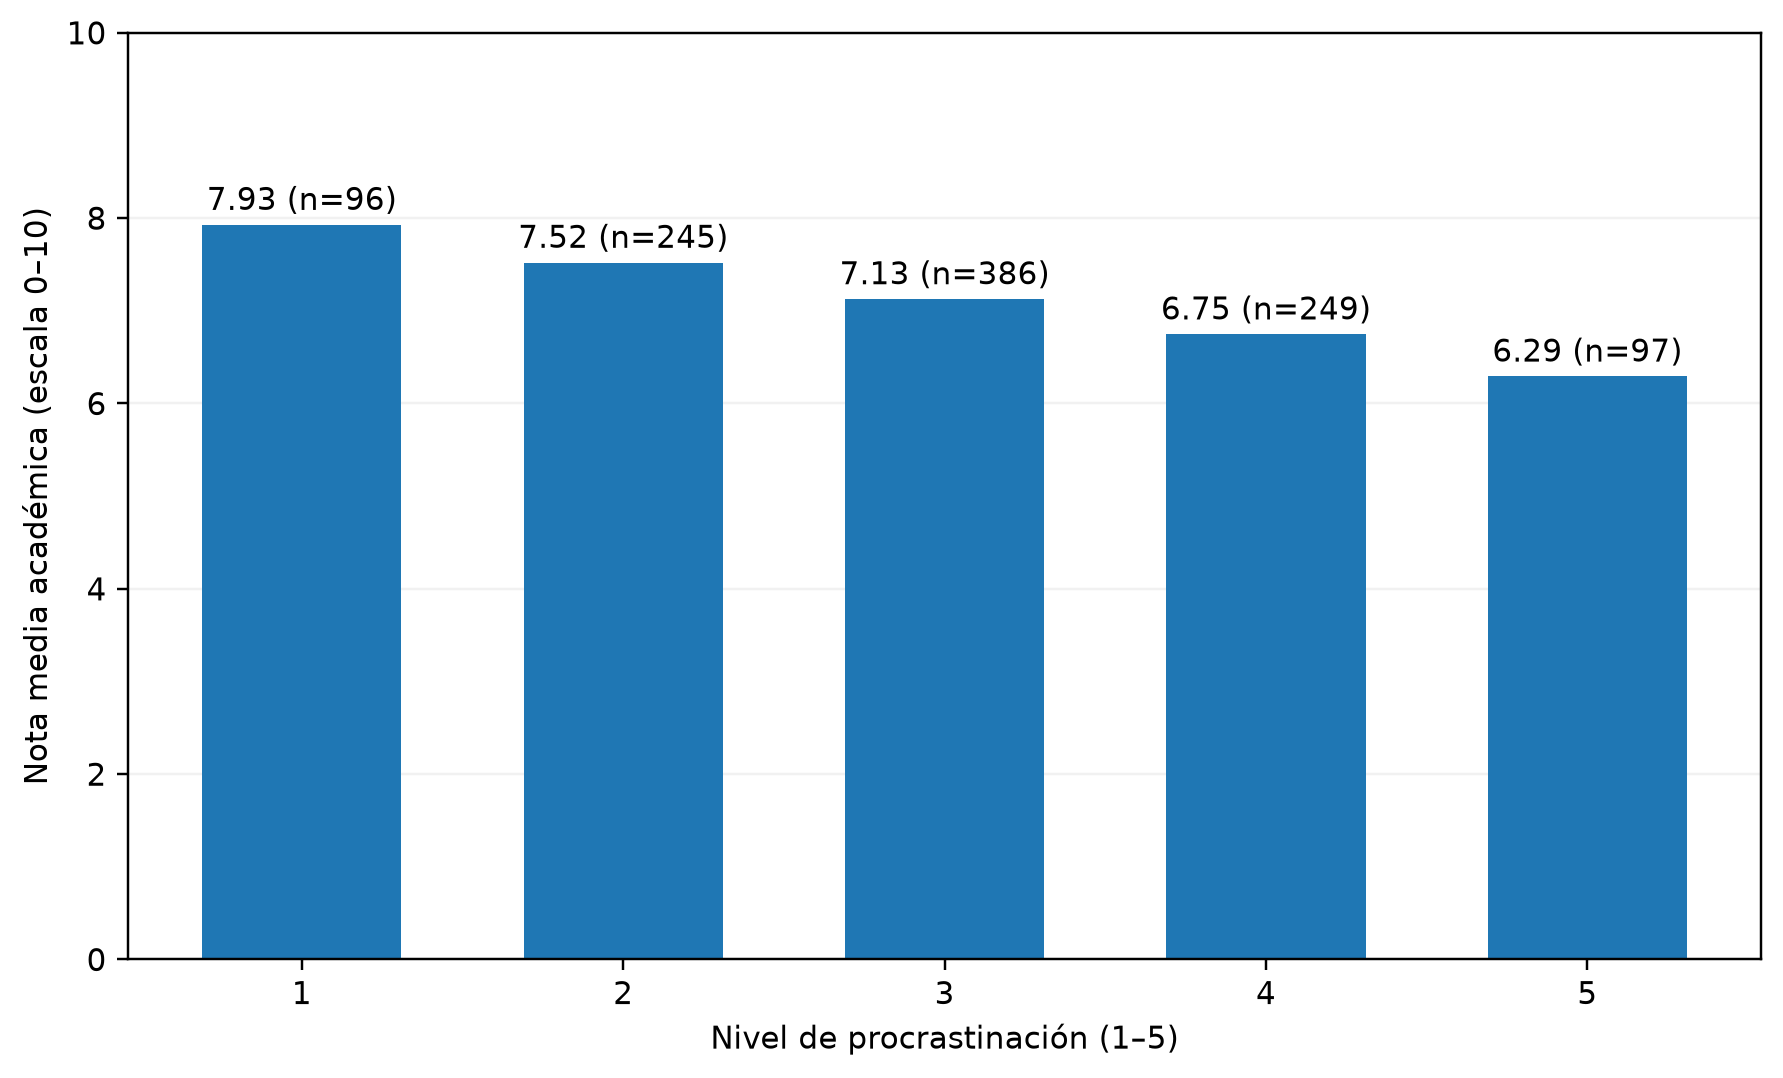 Nota media académica (escala 0–10)
10
8
6
4
2
0
7.93 (n=96)
7.52 (n=245)
7.13 (n=386)
6.75 (n=249)
6.29 (n=97)
1
2
3
4
5
Nivel de procrastinación (1–5)